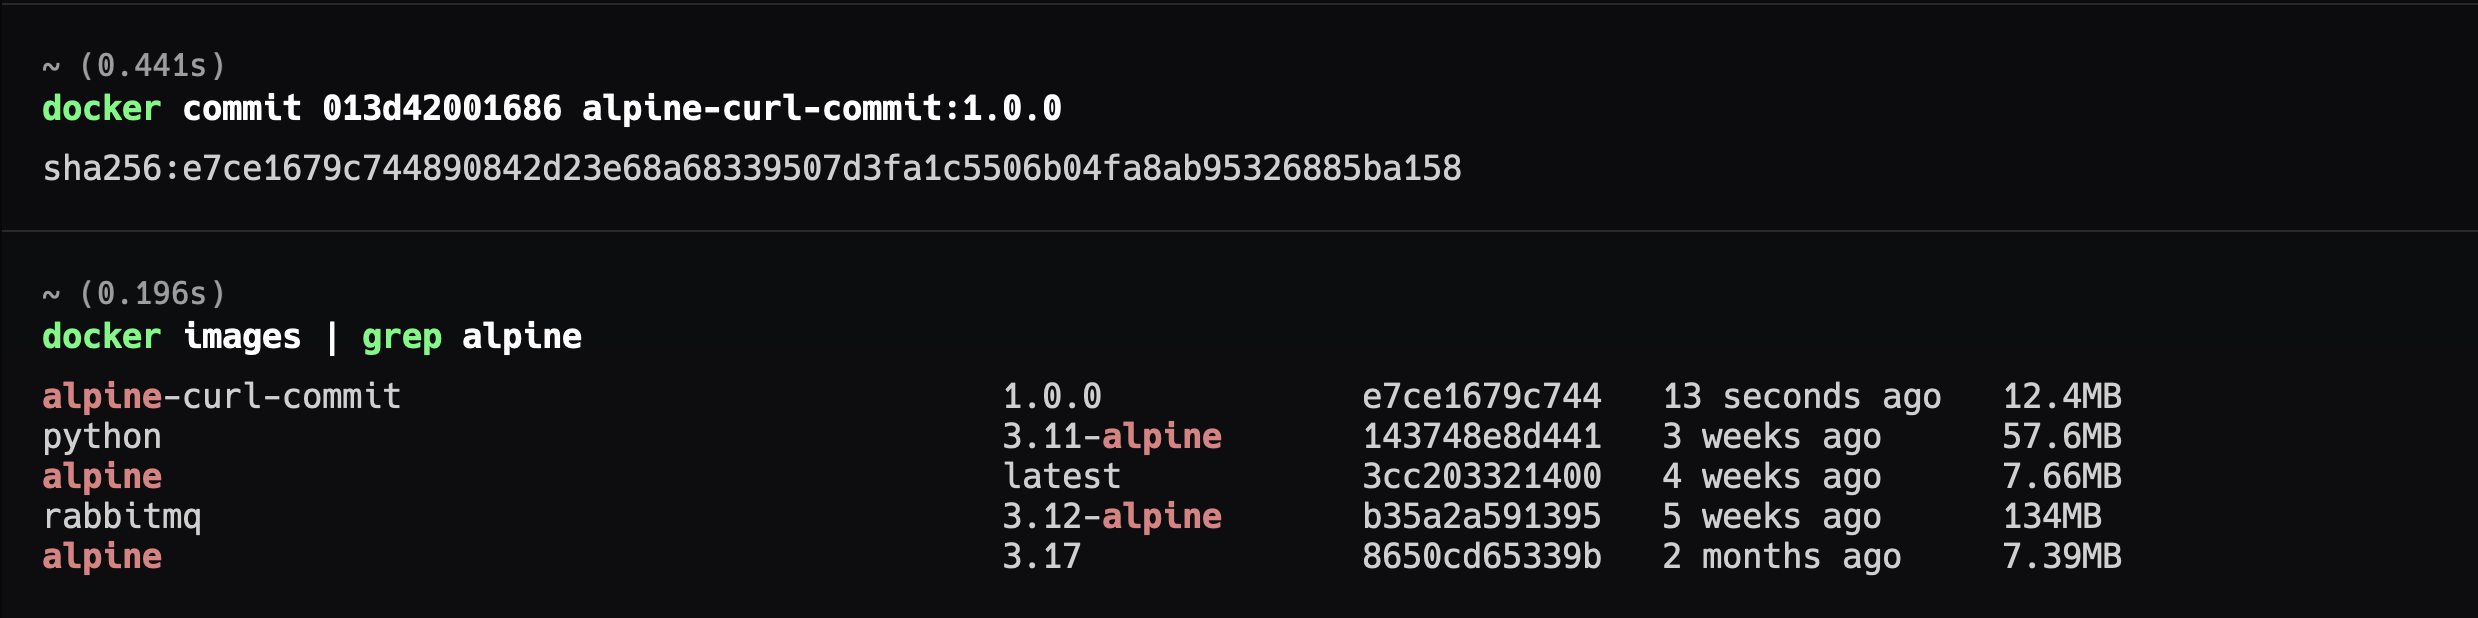 ~ (0.441s)
docker commit 013d42001686 alpine-curl-commit:1.0.0
sha256:e7ce1679c744890842d23e68a68339507d3fa1c5506b04fa8ab95326885ba158
~ (0.196s)
docker images | grep alpine
alpine-curl-commit 1.0.0 e7ce1679c744 13 seconds ago 12.4MB
python 3.11-alpine 143748e8d441 3 weeks ago 57.6MB
alpine latest 3cc203321400 4 weeks ago 7.66MB
rabbitmq 3.12-alpine b35a2a591395 5 weeks ago 134MB
alpine 3.17 8650cd65339b 2 months ago 7.39MB